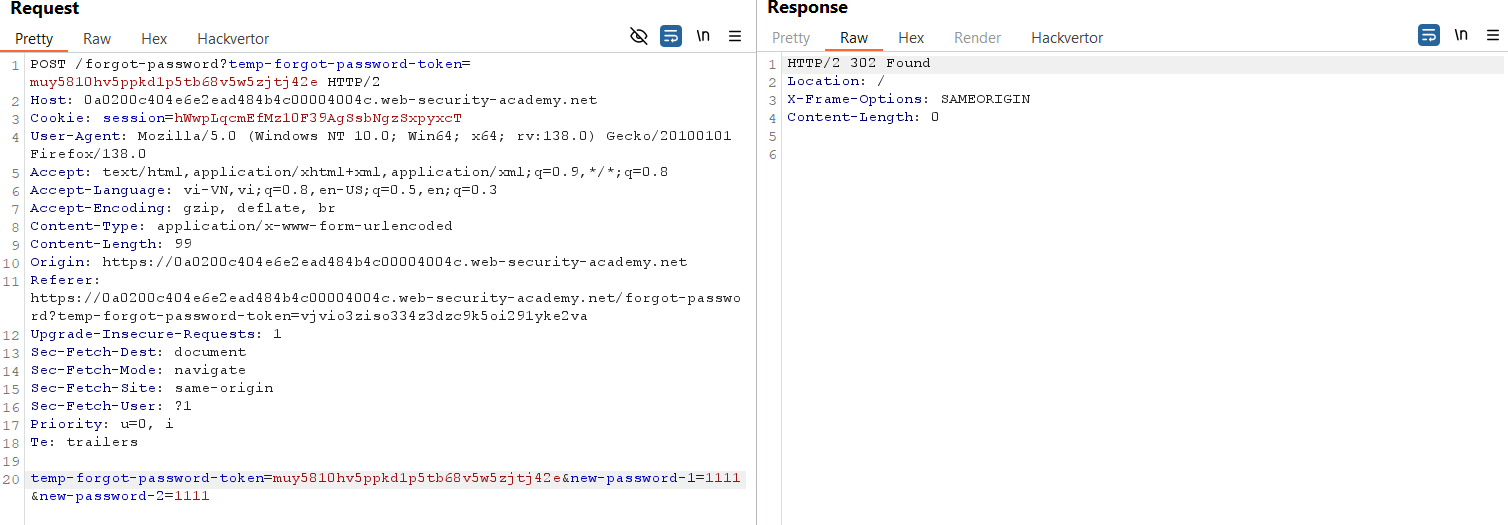 Request
Pretty Raw Hex Hackvertor \n
1 POST /forgot-password?temp-forgot-password-token=
muy5810hv5ppkd1p5tb68v5w5zjtj42e HTTP/2
2 Host: 0a0200c404e6e2ead484b4c00004004c.web-security-academy.net
3 Cookie: session=hWwpLqcmEfMz10F39AgSsbNgzSxpyxcT
4 User-Agent: Mozilla/5.0 (Windows NT 10.0; Win64; x64; rv:138.0) Gecko/20100101
Firefox/138.0
5 Accept: text/html,application/xhtml+xml,application/xml;q=0.9,*/*;q=0.8
6 Accept-Language: vi-VN,vi;q=0.8,en-US;q=0.5,en;q=0.3
7 Accept-Encoding: gzip, deflate, br
8 Content-Type: application/x-www-form-urlencoded
9 Content-Length: 99
10 Origin: https://0a0200c404e6e2ead484b4c00004004c.web-security-academy.net
11 Referer:
https://0a0200c404e6e2ead484b4c00004004c.web-security-academy.net/forgot-passwo
rd?temp-forgot-password-token=vjvio3ziso334z3dzc9k5oi291yke2va
12 Upgrade-Insecure-Requests: 1
13 Sec-Fetch-Dest: document
14 Sec-Fetch-Mode: navigate
15 Sec-Fetch-Site: same-origin
16 Sec-Fetch-User: ?1
17 Priority: u=0, i
18 Te: trailers
19
20 temp-forgot-password-token=muy5810hv5ppkd1p5tb68v5w5zjtj42e&new-password-1=1111
&new-password-2=1111
Response
Pretty Raw Hex Render Hackvertor \n
1 HTTP/2 302 Found
2 Location: /
3 X-Frame-Options: SAMEORIGIN
4 Content-Length: 0
5
6